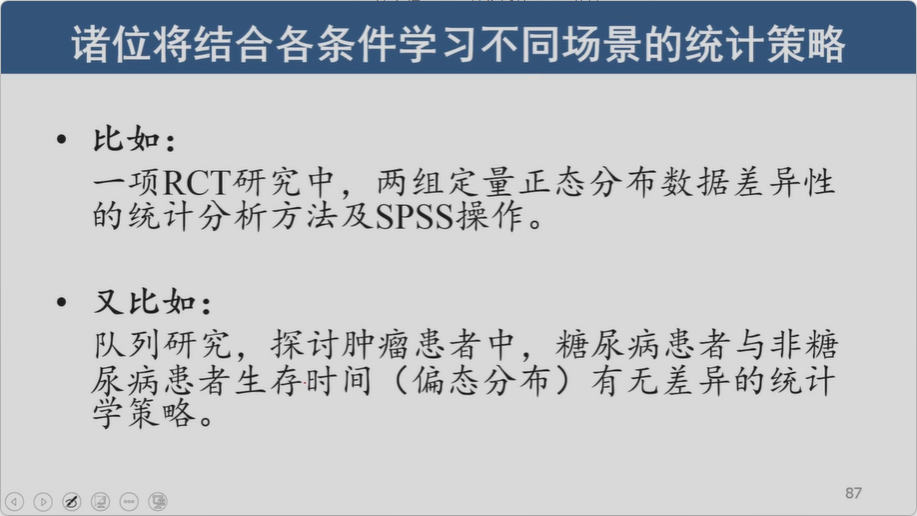 诸位将结合各条件学习不同场景的统计策略
• 比如：
一项RCT研究中，两组定量正态分布数据差异性
的统计分析方法及SPSS操作。
• 又比如：
队列研究，探讨肿瘤患者中，糖尿病患者与非糖
尿病患者生存时间（偏态分布）有无差异的统计
学策略。
87